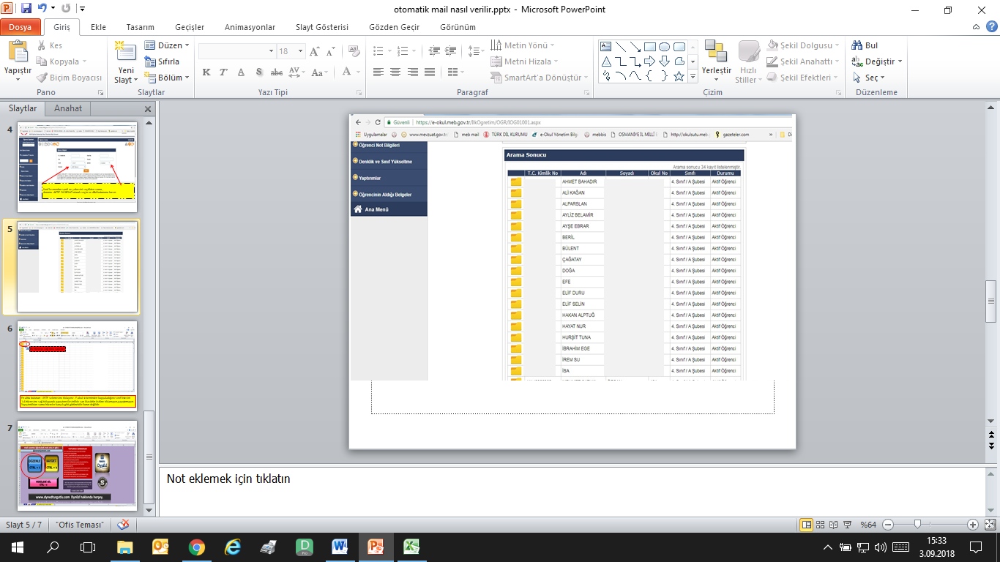 otomatik mail nasıl verilir.pptx - Microsoft PowerPoint
Dosya Giriş Ekle Tasarım Geçişler Animasyonlar Slayt Gösterisi Gözden Geçir Görünüm
Yapıştır
Kes
Kopyala
Biçim Boyacısı
Pano
Yeni Slayt
Düzen
Sıfırla
Bölüm
Slaytlar
18
K T A S abc AV Aa A
Yazı Tipi
Metin Yönü
Metni Hizala
SmartArt'a Dönüştür
Paragraf
Yerleştir
Hızlı Stiller
Şekil Dolgusu
Şekil Anahattı
Şekil Efektleri
Çizim
Bul
Değiştir
Seç
Düzenleme
Slaytlar Anahat
4
5
6
7
DÜZENLE
KAYDET
www.dynedturgutlu.com DynEd hakkında herşey.
Güvenli https://e-okul.meb.gov.tr/IlkOgretim/OGR/IOG01001.aspx
Uygulamalar www.mevzuat.gov.t meb mail TÜRK DİL KURUMU e-Okul Yönetim Bilg mebbis OSMANİYE İL MİLLİ http://okulsutu.meb. gazeteler.com » Di
Öğrenci Not Bilgileri
Denklik ve Sınıf Yükseltme
Yaptırımlar
Öğrencinin Aldığı Belgeler
Ana Menü
Arama Sonucu
Arama sonucu 34 kayıt listelenmiştir.
T.C. Kimlik No Adı Soyadı Okul No Sınıfı Durumu
AHMET BAHADIR 4. Sınıf / A Şubesi Aktif Öğrenci
ALİ KAĞAN 4. Sınıf / A Şubesi Aktif Öğrenci
ALPARSLAN 4. Sınıf / A Şubesi Aktif Öğrenci
AYLİZ BELAMİR 4. Sınıf / A Şubesi Aktif Öğrenci
AYŞE EBRAR 4. Sınıf / A Şubesi Aktif Öğrenci
BERİL 4. Sınıf / A Şubesi Aktif Öğrenci
BÜLENT 4. Sınıf / A Şubesi Aktif Öğrenci
ÇAĞATAY 4. Sınıf / A Şubesi Aktif Öğrenci
DOĞA 4. Sınıf / A Şubesi Aktif Öğrenci
EFE 4. Sınıf / A Şubesi Aktif Öğrenci
ELİF DURU 4. Sınıf / A Şubesi Aktif Öğrenci
ELİF SELİN 4. Sınıf / A Şubesi Aktif Öğrenci
HAKAN ALPTUĞ 4. Sınıf / A Şubesi Aktif Öğrenci
HAYAT NUR 4. Sınıf / A Şubesi Aktif Öğrenci
HURŞİT TUNA 4. Sınıf / A Şubesi Aktif Öğrenci
İBRAHİM EGE 4. Sınıf / A Şubesi Aktif Öğrenci
İREM SU 4. Sınıf / A Şubesi Aktif Öğrenci
İSA 4. Sınıf / A Şubesi Aktif Öğrenci
Not eklemek için tıklatın
Slayt 5 / 7 "Ofis Teması" %64
15:33
3.09.2018